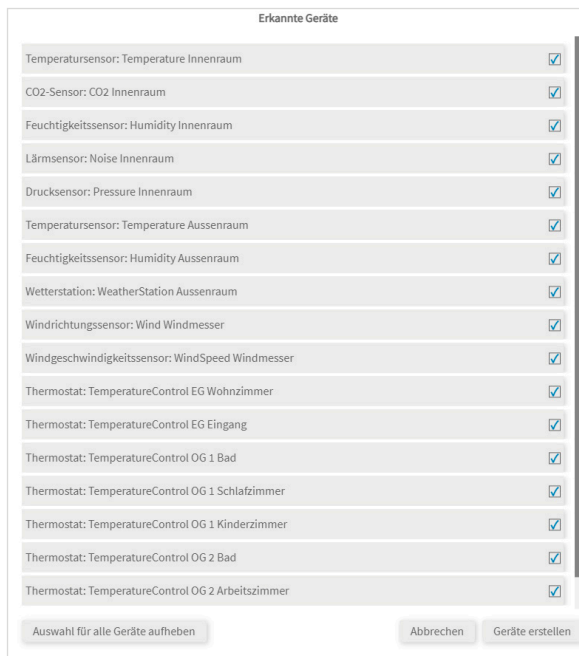 Erkannte Geräte
Temperatursensor: Temperature Innenraum
CO2-Sensor: CO2 Innenraum
Feuchtigkeitssensor: Humidity Innenraum
Lärmsensor: Noise Innenraum
Drucksensor: Pressure Innenraum
Temperatursensor: Temperature Aussenraum
Feuchtigkeitssensor: Humidity Aussenraum
Wetterstation: WeatherStation Aussenraum
Windrichtungssensor: Wind Windmesser
Windgeschwindigkeitssensor: WindSpeed Windmesser
Thermostat: TemperatureControl EG Wohnzimmer
Thermostat: TemperatureControl EG Eingang
Thermostat: TemperatureControl OG 1 Bad
Thermostat: TemperatureControl OG 1 Schlafzimmer
Thermostat: TemperatureControl OG 1 Kinderzimmer
Thermostat: TemperatureControl OG 2 Bad
Thermostat: TemperatureControl OG 2 Arbeitszimmer
Auswahl für alle Geräte aufheben Abbrechen Geräte erstellen